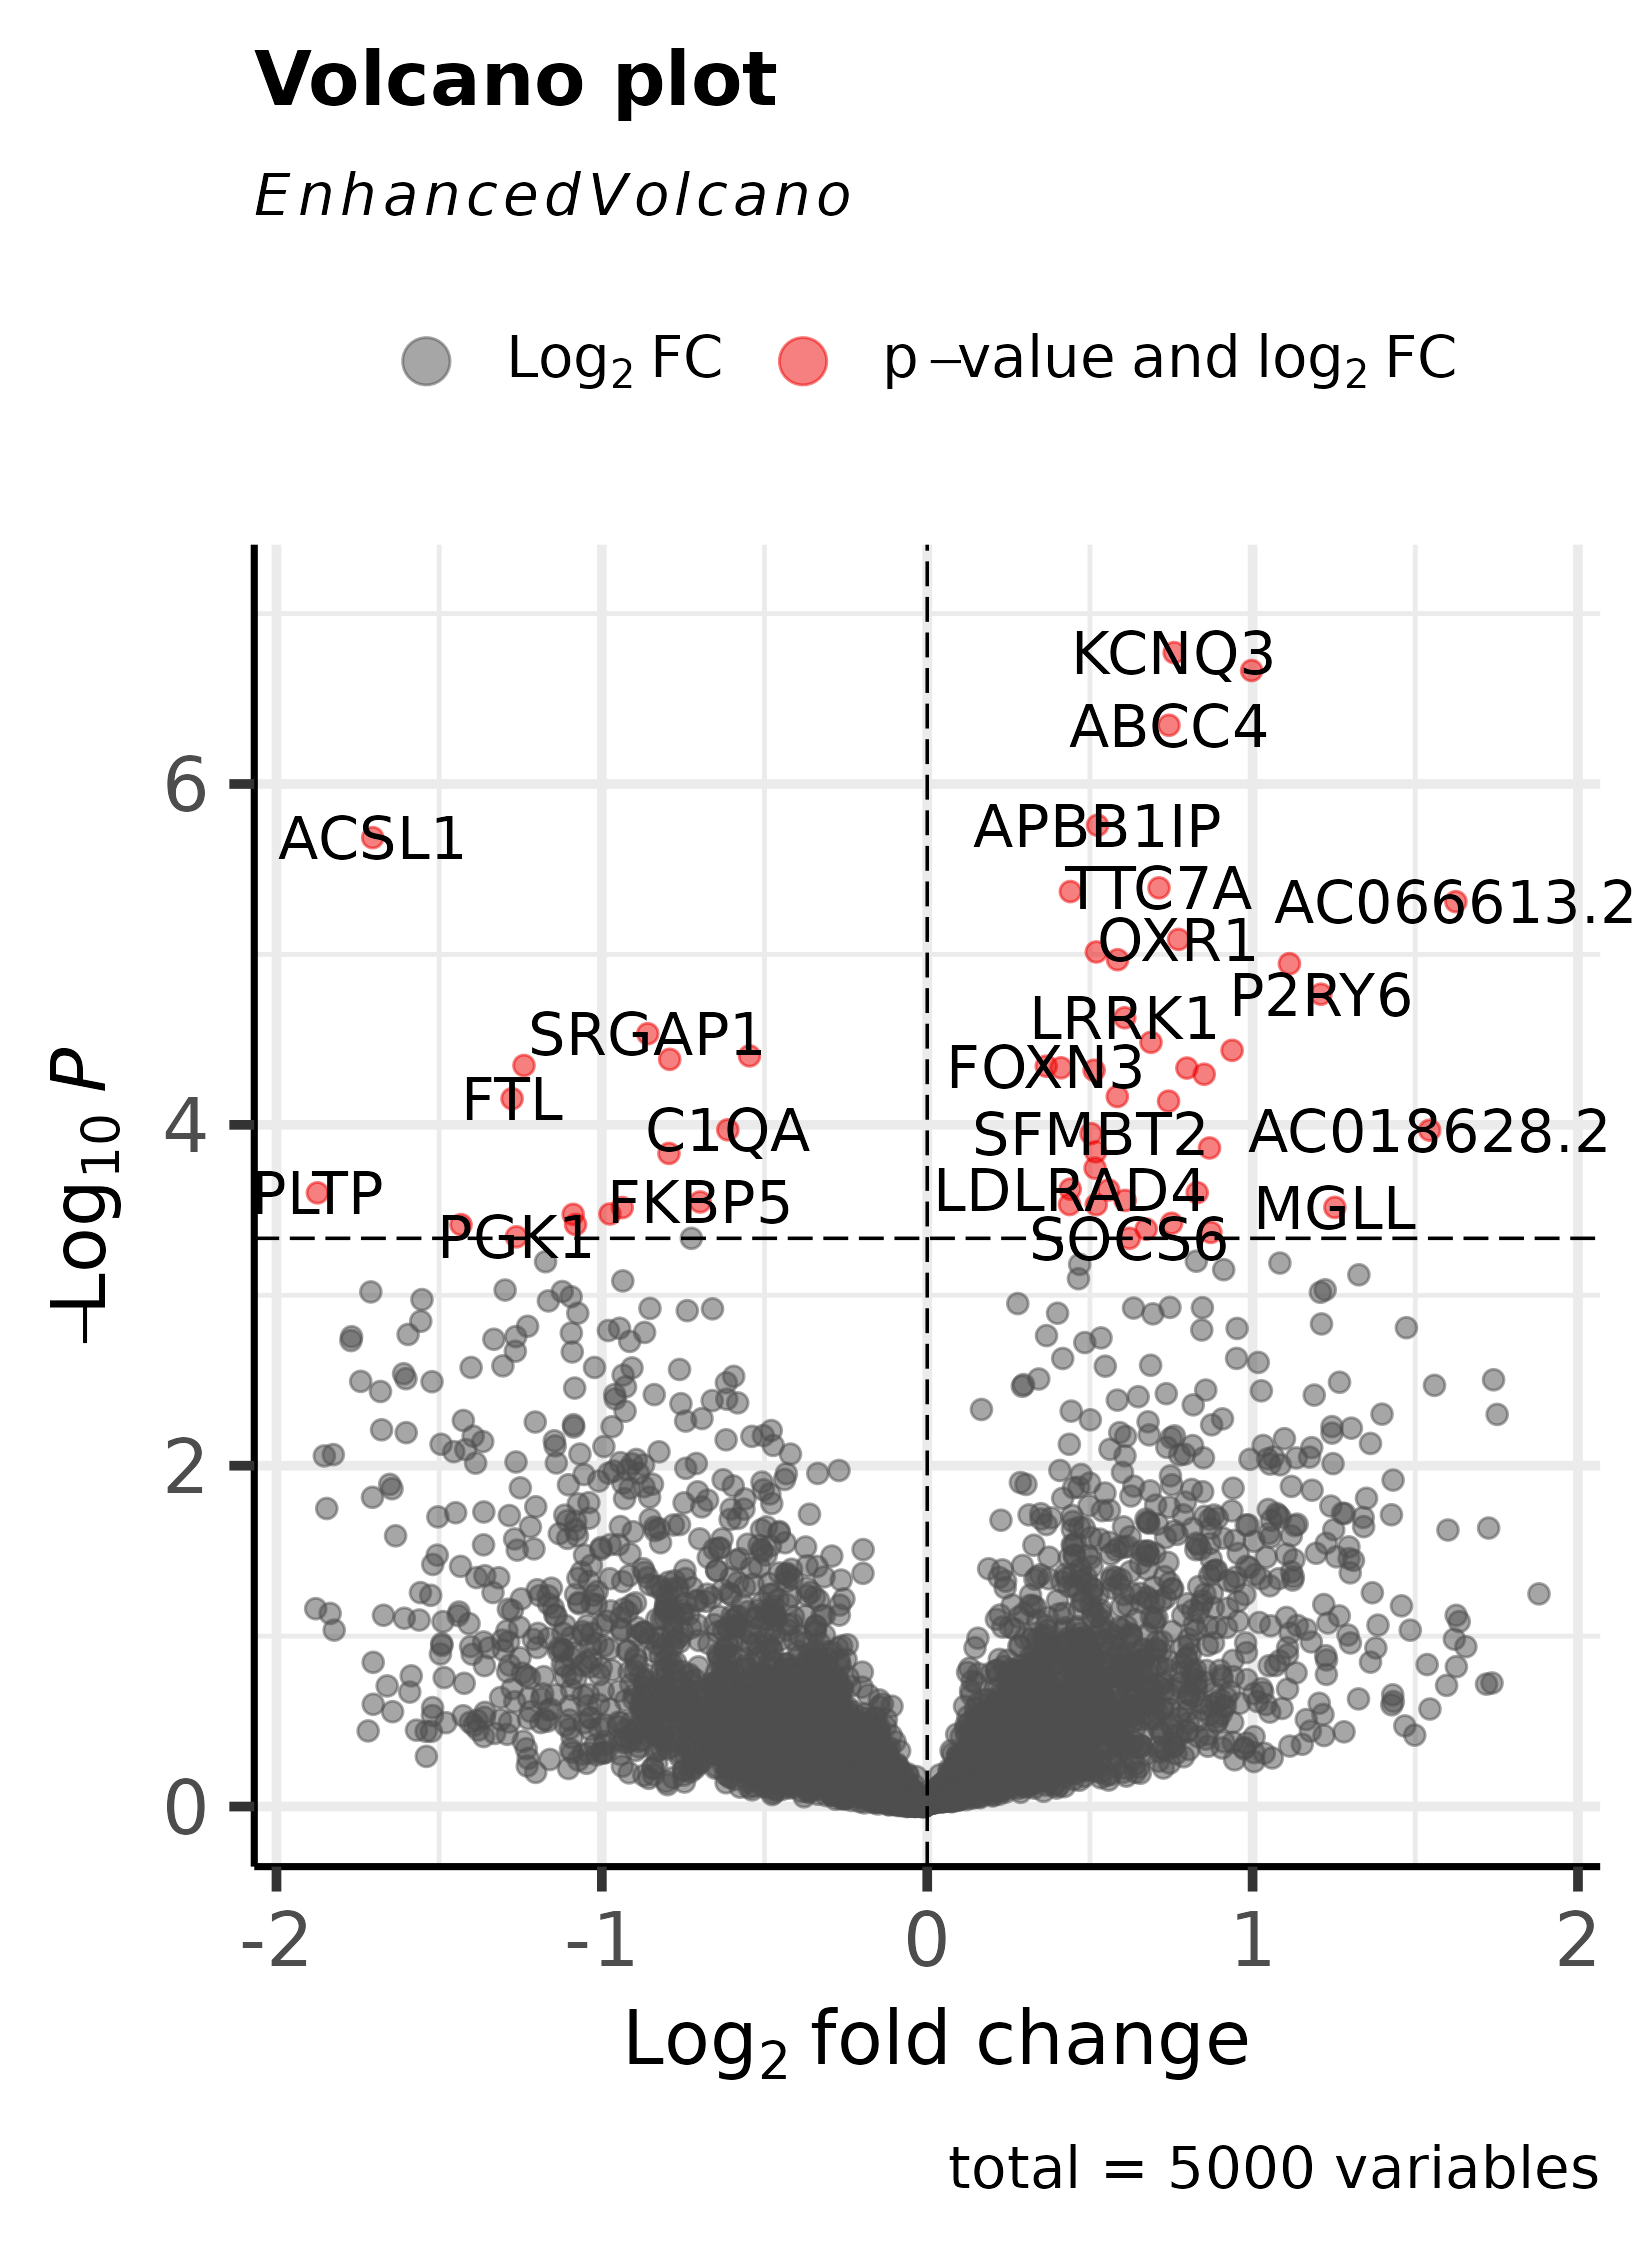 Volcano plot
EnhancedVolcano
Log2 FC
p−value and log2 FC
KCNQ3
ABCC4
6
ACSL1
APBB1IP
TTC7A
AC066613.2
OXR1
P2RY6
LRRK1
SRGAP1
FOXN3
FTL
4
C1QA
SFMBT2
AC018628.2
PLTP
LDLRAD4
FKBP5
MGLL
PGK1
SOCS6
−Log10 P
2
0
-2 -1 0 1 2
Log2 fold change
total = 5000 variables